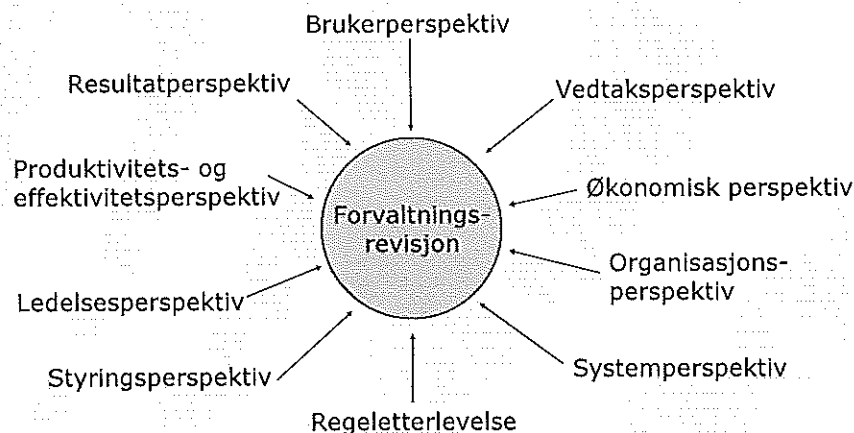 Brukerperspektiv
Resultatperspektiv
Vedtaksperspektiv
Produktivitets- og
effektivitetsperspektiv
Økonomisk perspektiv
Forvaltnings-
revisjon
Organisasjons-
perspektiv
Ledelsesperspektiv
Styringsperspektiv
Systemperspektiv
Regeletterlevelse